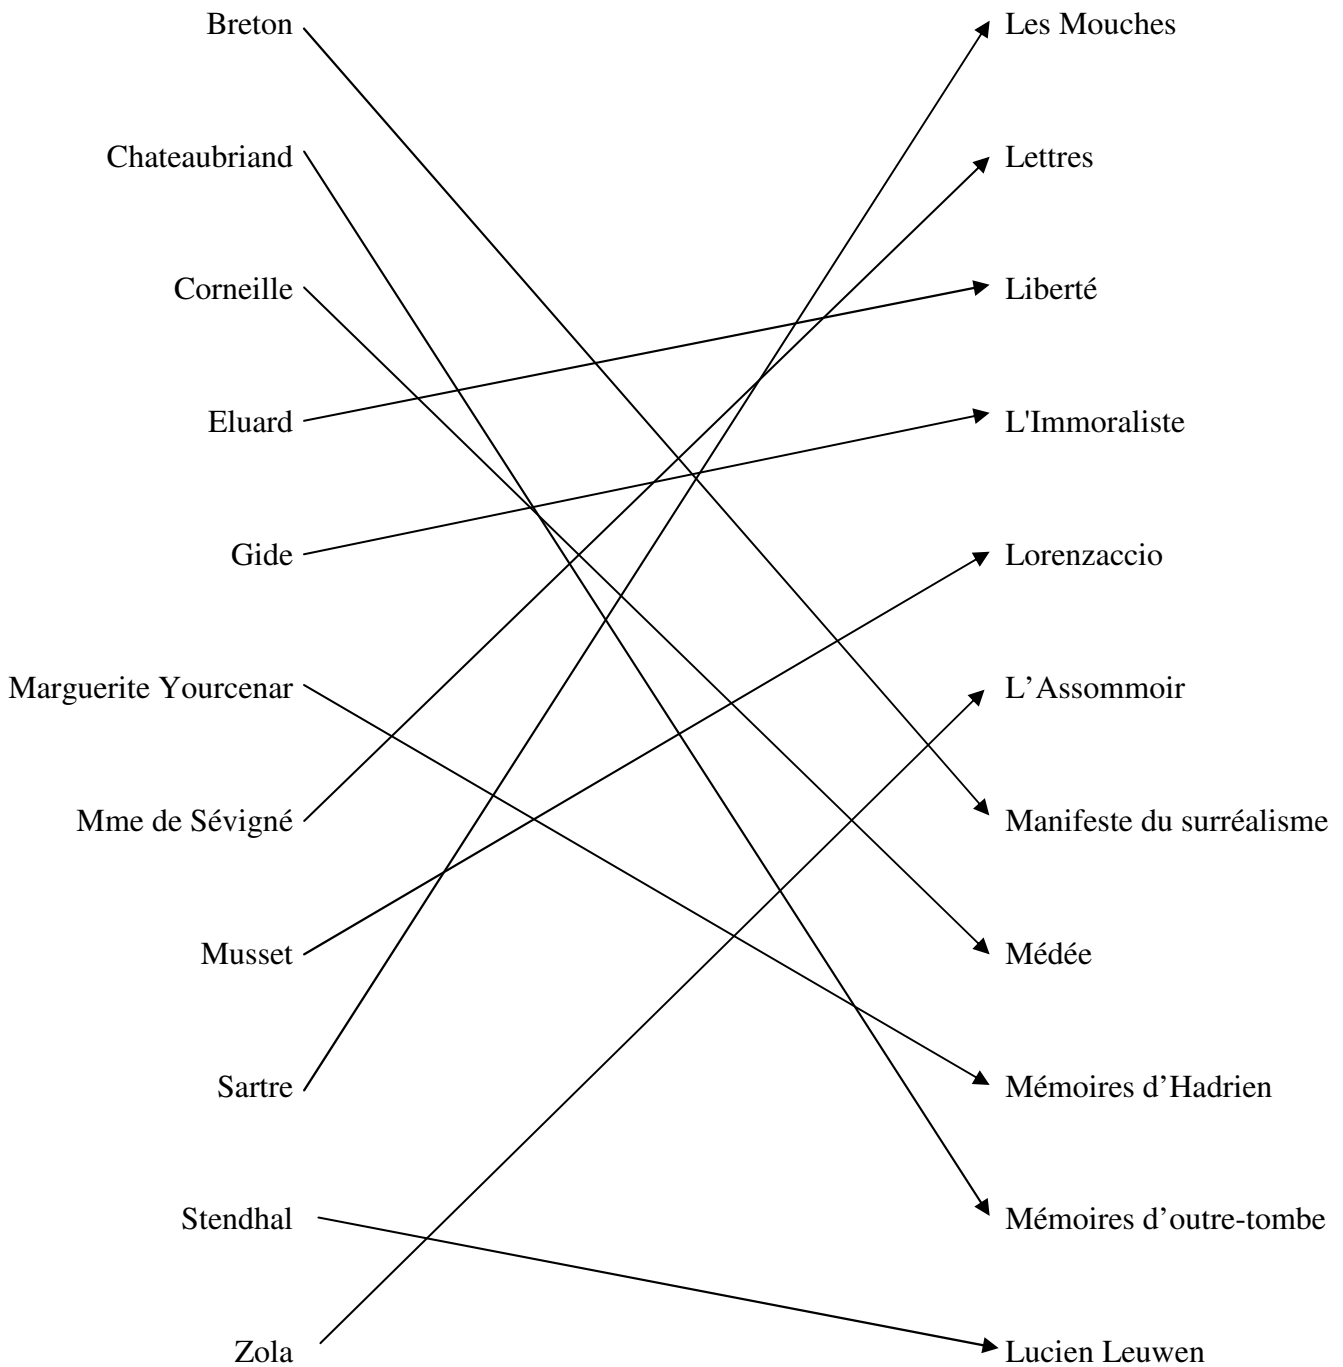 Breton Les Mouches
Chateaubriand Lettres
Corneille Liberté
Eluard L'Immoraliste
Gide Lorenzaccio
Marguerite Yourcenar L’Assommoir
Mme de Sévigné Manifeste du surréalisme
Musset Médée
Sartre Mémoires d’Hadrien
Stendhal Mémoires d’outre-tombe
Zola Lucien Leuwen